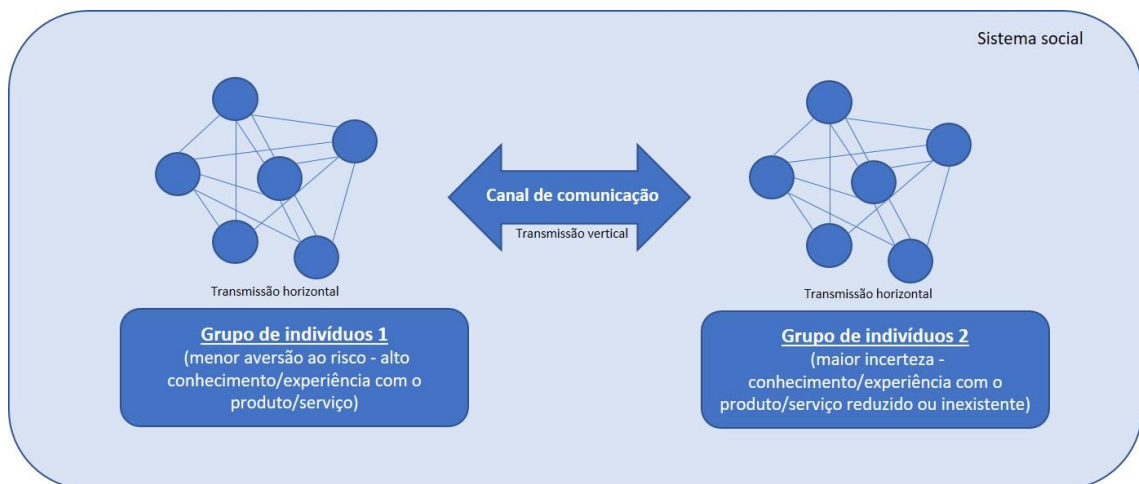 Sistema social
Canal de comunicação
Transmissão vertical
Transmissão horizontal
Grupo de indivíduos 1
(menor aversão ao risco - alto
conhecimento/experiência com o
produto/serviço)
Transmissão horizontal
Grupo de indivíduos 2
(maior incerteza -
conhecimento/experiência com o
produto/serviço reduzido ou inexistente)